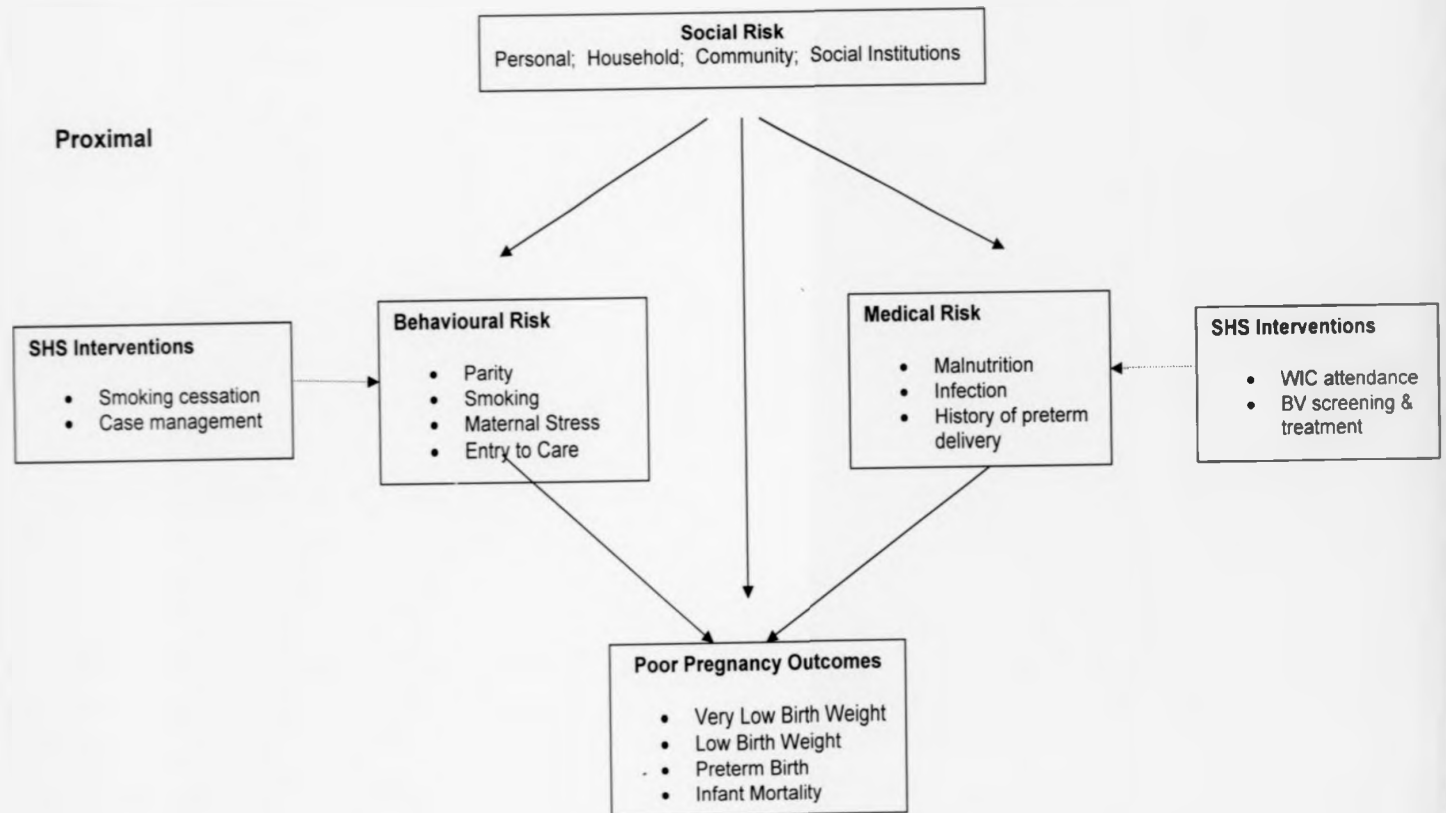 Social Risk
Personal; Household; Community; Social Institutions
Proximal
SHS Interventions
• Smoking cessation
• Case management
Behavioural Risk
• Parity
• Smoking
• Maternal Stress
• Entry to Care
Medical Risk
• Malnutrition
• Infection
• History of preterm
delivery
SHS Interventions
• WIC attendance
• BV screening &
treatment
Poor Pregnancy Outcomes
• Very Low Birth Weight
• Low Birth Weight
• Preterm Birth
• Infant Mortality